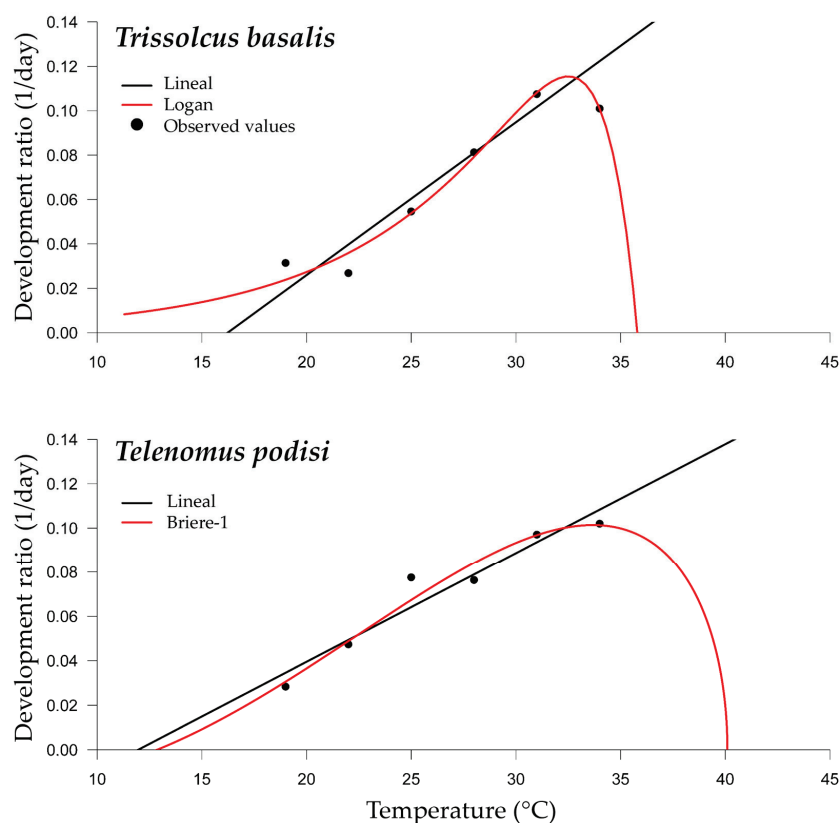 Trissolcus basalis
Lineal
Logan
Observed values
Development ratio (1/day)
0.14
0.12
0.10
0.08
0.06
0.04
0.02
0.00
10 15 20 25 30 35 40 45
Telenomus podisi
Lineal
Briere-1
Development ratio (1/day)
0.14
0.12
0.10
0.08
0.06
0.04
0.02
0.00
10 15 20 25 30 35 40 45
Temperature (°C)